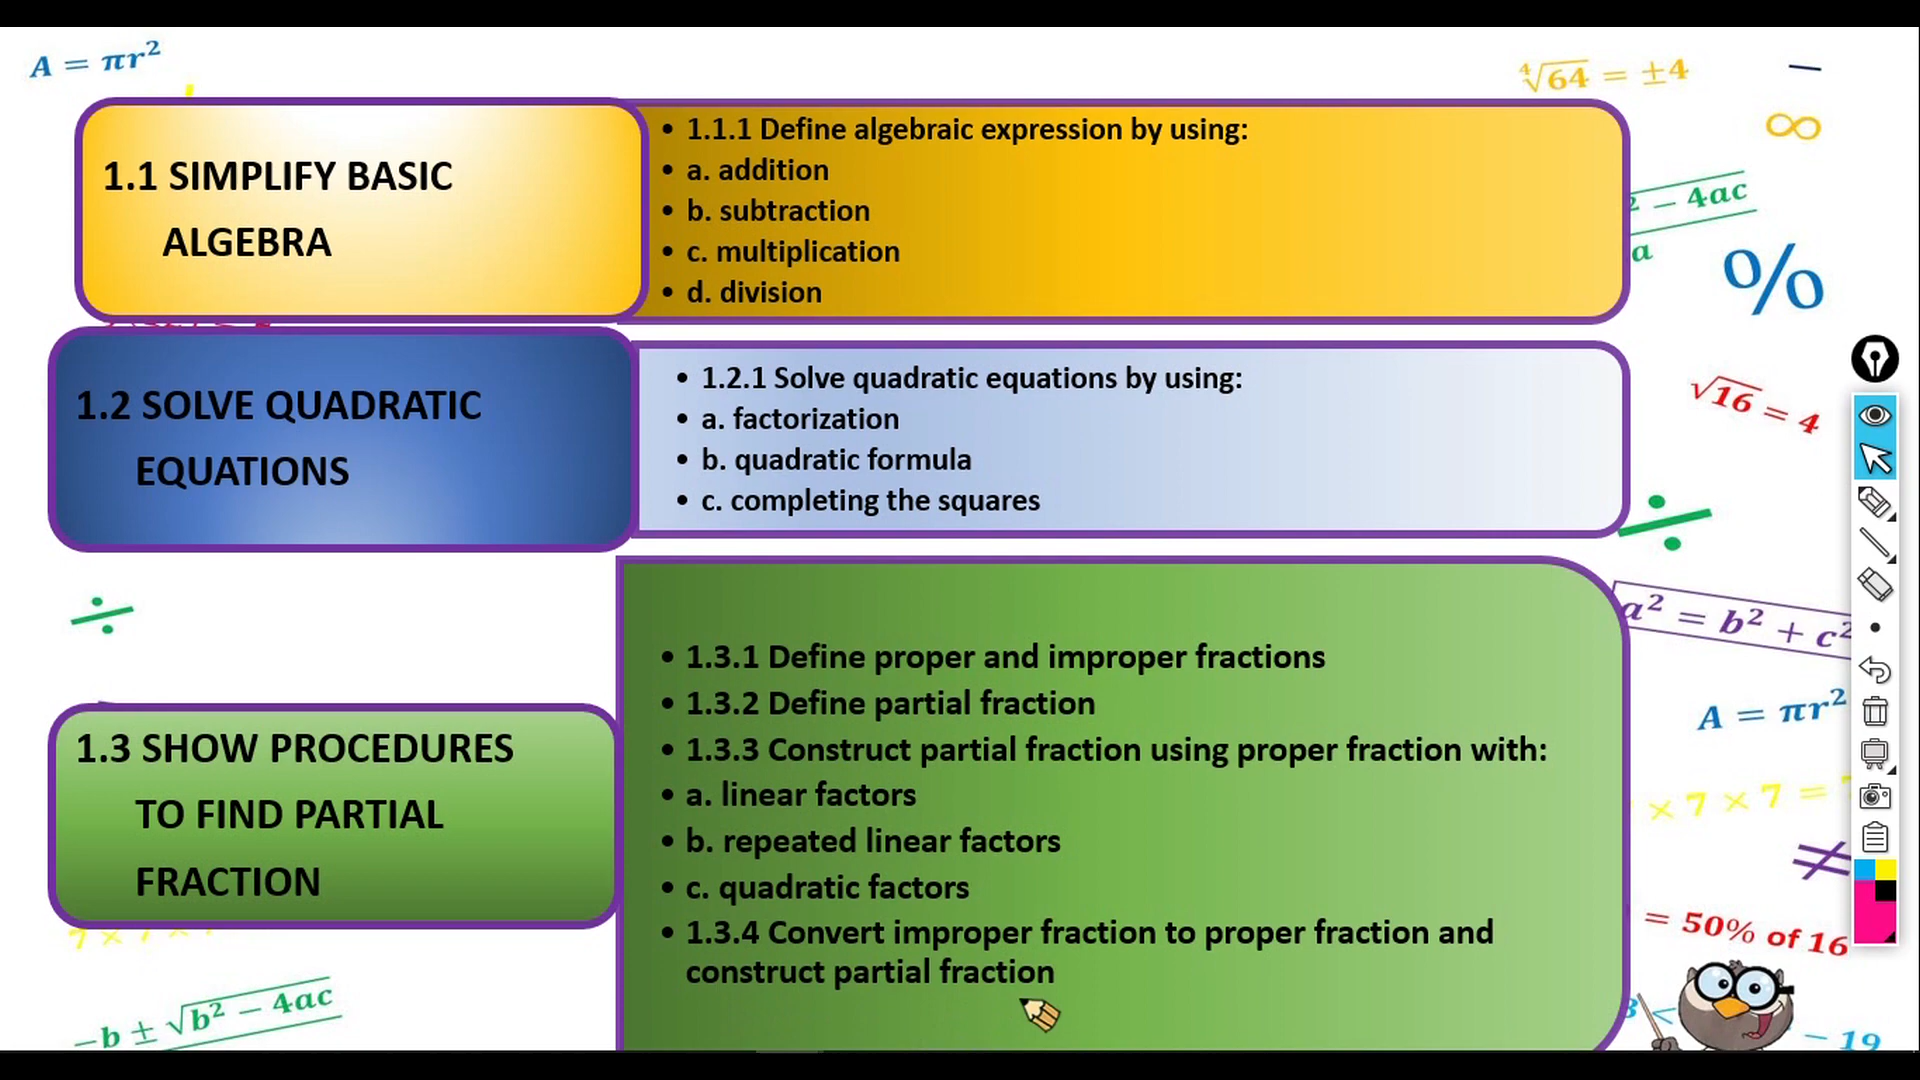 A = πr²
∜64 = ±4
−
∞
1.1 SIMPLIFY BASIC
ALGEBRA
• 1.1.1 Define algebraic expression by using:
• a. addition
• b. subtraction
• c. multiplication
• d. division
² − 4ac
a
%
1.2 SOLVE QUADRATIC
EQUATIONS
• 1.2.1 Solve quadratic equations by using:
• a. factorization
• b. quadratic formula
• c. completing the squares
√16 = 4
÷
÷
a² = b² + c²
1.3 SHOW PROCEDURES
TO FIND PARTIAL
FRACTION
• 1.3.1 Define proper and improper fractions
• 1.3.2 Define partial fraction
• 1.3.3 Construct partial fraction using proper fraction with:
• a. linear factors
• b. repeated linear factors
• c. quadratic factors
• 1.3.4 Convert improper fraction to proper fraction and
construct partial fraction
A = πr²
× 7 × 7 =
≠
= 50% of 16
7 × 7 ×
−b ± √b² − 4ac
3 <
− 19